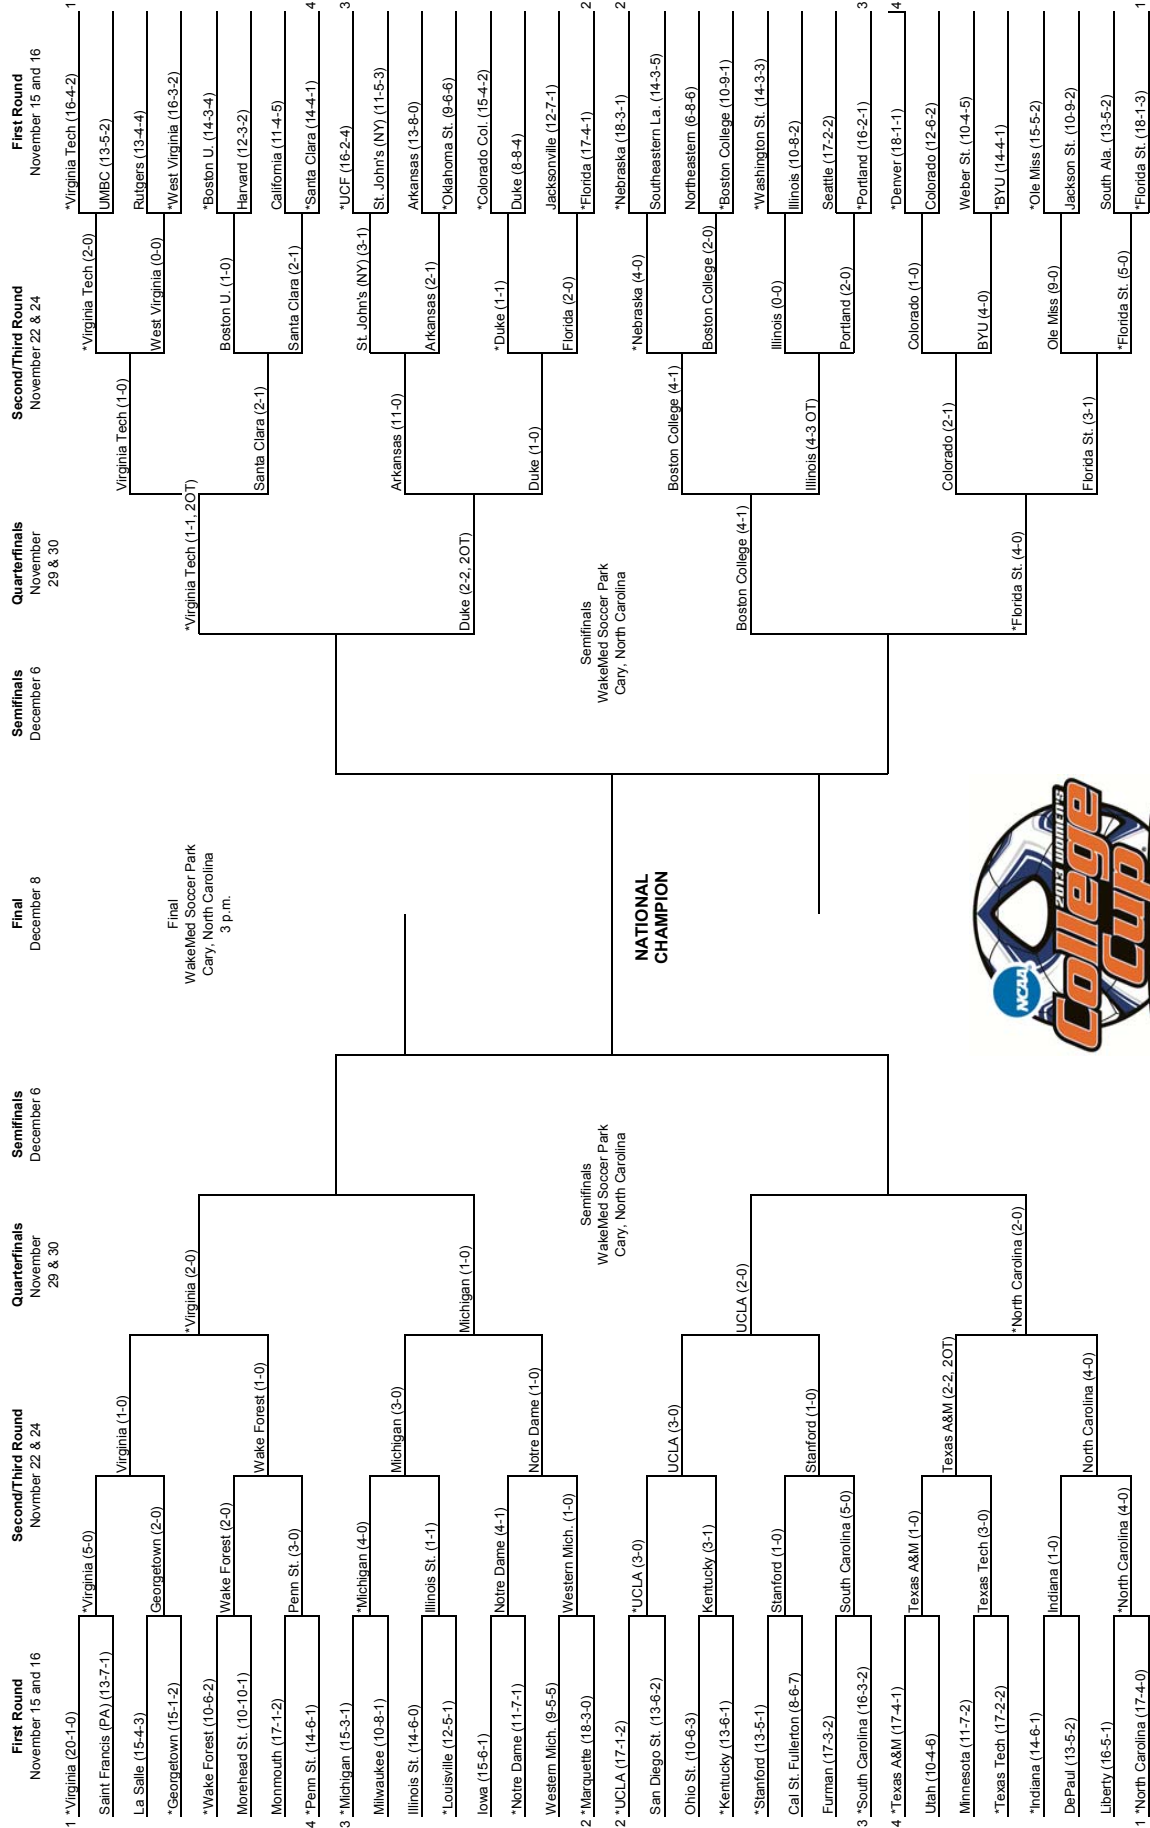 First Round
November 15 and 16
Second/Third Round
Novmber 22 & 24
Quarterfinals
November
29 & 30
Semifinals
December 6
Final
December 8
Semifinals
December 6
Quarterfinals
November
29 & 30
Second/Third Round
November 22 & 24
First Round
November 15 and 16
1 *Virginia (20-1-0)
Saint Francis (PA) (13-7-1)
La Salle (15-4-3)
*Georgetown (15-1-2)
*Wake Forest (10-6-2)
Morehead St. (10-10-1)
Monmouth (17-1-2)
4 *Penn St. (14-6-1)
3 *Michigan (15-3-1)
Milwaukee (10-8-1)
Illinois St. (14-6-0)
*Louisville (12-5-1)
Iowa (15-6-1)
*Notre Dame (11-7-1)
Western Mich. (9-5-5)
2 *Marquette (18-3-0)
2 *UCLA (17-1-2)
San Diego St. (13-6-2)
Ohio St. (10-6-3)
*Kentucky (13-6-1)
*Stanford (13-5-1)
Cal St. Fullerton (8-6-7)
Furman (17-3-2)
3 *South Carolina (16-3-2)
4 *Texas A&M (17-4-1)
Utah (10-4-6)
Minnesota (11-7-2)
*Texas Tech (17-2-2)
*Indiana (14-6-1)
DePaul (13-5-2)
Liberty (16-5-1)
1 *North Carolina (17-4-0)
*Virginia (5-0)
Georgetown (2-0)
Wake Forest (2-0)
Penn St. (3-0)
*Michigan (4-0)
Illinois St. (1-1)
Notre Dame (4-1)
Western Mich. (1-0)
*UCLA (3-0)
Kentucky (3-1)
Stanford (1-0)
South Carolina (5-0)
Texas A&M (1-0)
Texas Tech (3-0)
Indiana (1-0)
*North Carolina (4-0)
Virginia (1-0)
Wake Forest (1-0)
Michigan (3-0)
Notre Dame (1-0)
UCLA (3-0)
Stanford (1-0)
Texas A&M (2-2, 2OT)
North Carolina (4-0)
*Virginia (2-0)
Michigan (1-0)
UCLA (2-0)
*North Carolina (2-0)
Semifinals
WakeMed Soccer Park
Cary, North Carolina
Final
WakeMed Soccer Park
Cary, North Carolina
3 p.m.
NATIONAL
CHAMPION
NCAA
2013 WOMEN'S
College
Cup
Semifinals
WakeMed Soccer Park
Cary, North Carolina
*Virginia Tech (1-1, 2OT)
Duke (2-2, 2OT)
Boston College (4-1)
*Florida St. (4-0)
Virginia Tech (1-0)
Santa Clara (2-1)
Arkansas (11-0)
Duke (1-0)
Boston College (4-1)
Illinois (4-3 OT)
Colorado (2-1)
Florida St. (3-1)
*Virginia Tech (2-0)
West Virginia (0-0)
Boston U. (1-0)
Santa Clara (2-1)
St. John's (NY) (3-1)
Arkansas (2-1)
*Duke (1-1)
Florida (2-0)
*Nebraska (4-0)
Boston College (2-0)
Illinois (0-0)
Portland (2-0)
Colorado (1-0)
BYU (4-0)
Ole Miss (9-0)
*Florida St. (5-0)
*Virginia Tech (16-4-2) 1
UMBC (13-5-2)
Rutgers (13-4-4)
*West Virginia (16-3-2)
*Boston U. (14-3-4)
Harvard (12-3-2)
California (11-4-5)
*Santa Clara (14-4-1) 4
*UCF (16-2-4) 3
St. John's (NY) (11-5-3)
Arkansas (13-8-0)
*Oklahoma St. (9-6-6)
*Colorado Col. (15-4-2)
Duke (8-8-4)
Jacksonville (12-7-1)
*Florida (17-4-1) 2
*Nebraska (18-3-1) 2
Southeastern La. (14-3-5)
Northeastern (6-8-6)
*Boston College (10-9-1)
*Washington St. (14-3-3)
Illinois (10-8-2)
Seattle (17-2-2)
*Portland (16-2-1) 3
*Denver (18-1-1) 4
Colorado (12-6-2)
Weber St. (10-4-5)
*BYU (14-4-1)
*Ole Miss (15-5-2)
Jackson St. (10-9-2)
South Ala. (13-5-2)
*Florida St. (18-1-3) 1